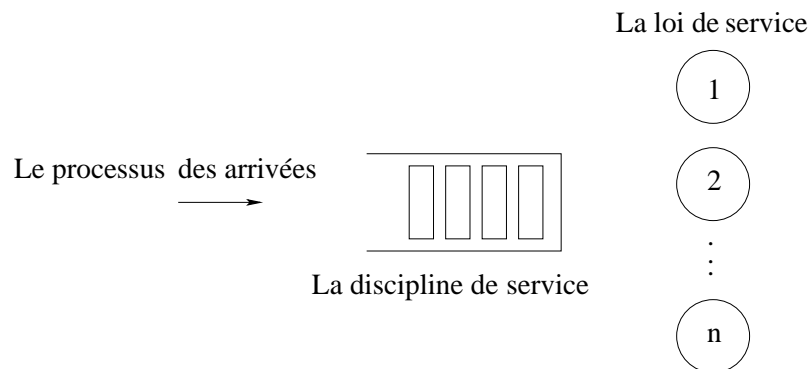 La loi de service
1
Le processus des arrivées
2
La discipline de service
n